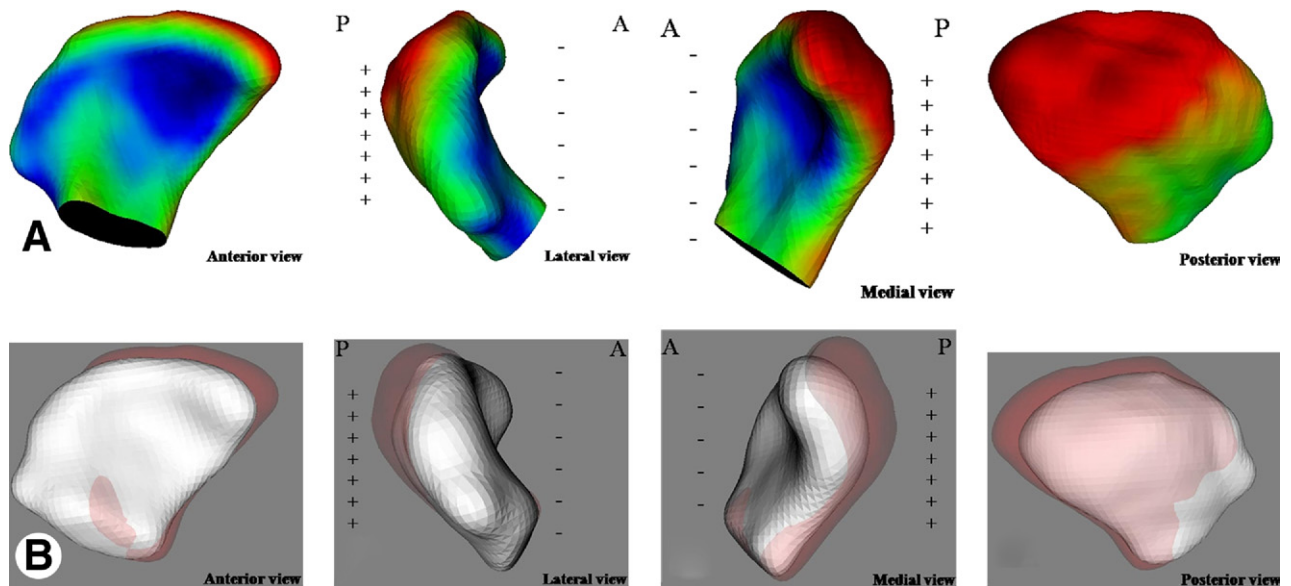 P A A P
+ + + + + + - - - - - - - - - - - - + + + + + + +
A
Anterior view Lateral view Medial view Posterior view
P A A P
+ + + + + + + - - - - - - - - - - + + + + + + +
B
Anterior view Lateral view Medial view Posterior view